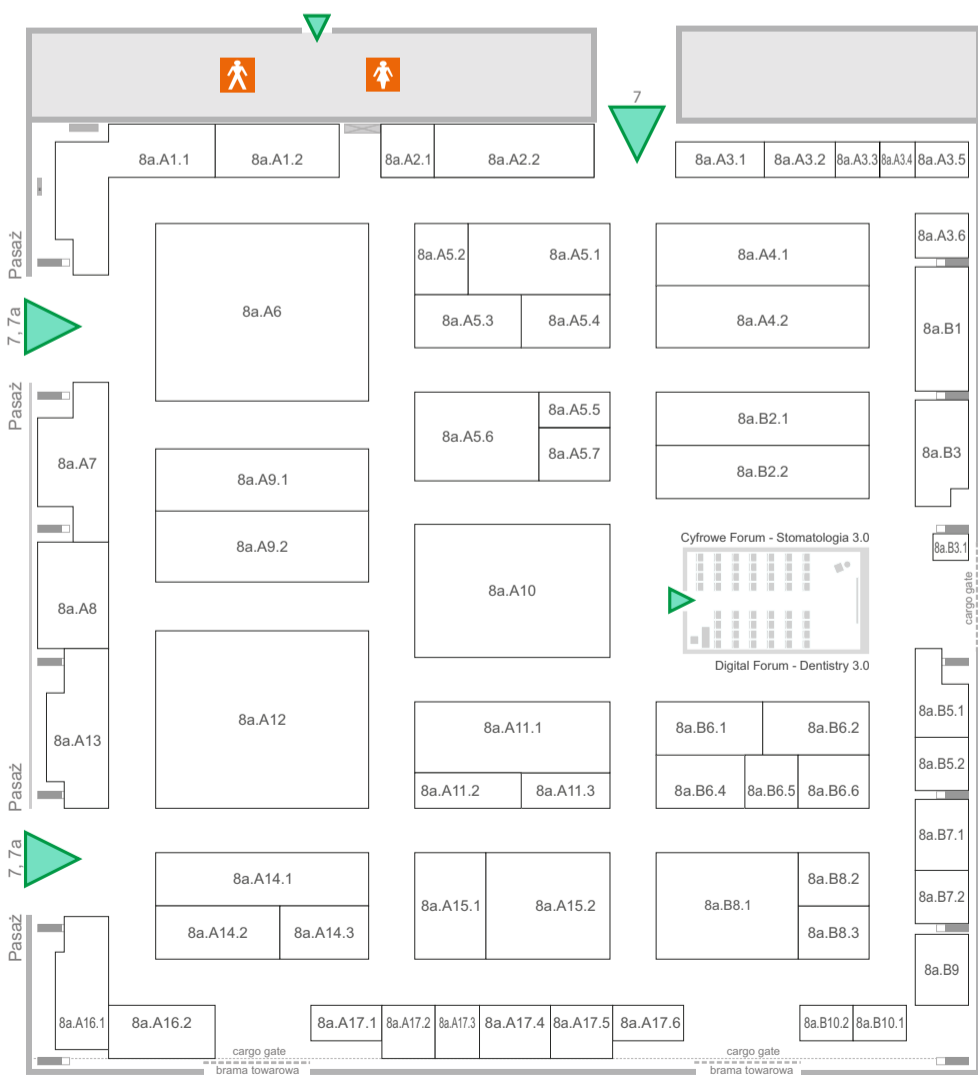 7
8a.A1.1
8a.A1.2
8a.A2.1
8a.A2.2
8a.A3.1
8a.A3.2
8a.A3.3
8a.A3.4
8a.A3.5
8a.A3.6
Pasaż
7, 7a
Pasaż
8a.A6
8a.A5.2
8a.A5.1
8a.A5.3
8a.A5.4
8a.A4.1
8a.A4.2
8a.B1
8a.A7
8a.A5.6
8a.A5.5
8a.A5.7
8a.B2.1
8a.B2.2
8a.B3
8a.A9.1
8a.A9.2
8a.A8
8a.A10
Cyfrowe Forum - Stomatologia 3.0
Digital Forum - Dentistry 3.0
8a.B3.1
cargo gate
8a.A13
8a.A12
8a.A11.1
8a.A11.2
8a.A11.3
8a.B6.1
8a.B6.2
8a.B6.4
8a.B6.5
8a.B6.6
8a.B5.1
8a.B5.2
Pasaż
7, 7a
Pasaż
8a.A14.1
8a.A14.2
8a.A14.3
8a.A15.1
8a.A15.2
8a.B8.1
8a.B8.2
8a.B8.3
8a.B7.1
8a.B7.2
8a.B9
8a.A16.1
8a.A16.2
8a.A17.1
8a.A17.2
8a.A17.3
8a.A17.4
8a.A17.5
8a.A17.6
8a.B10.2
8a.B10.1
cargo gate
brama towarowa
cargo gate
brama towarowa